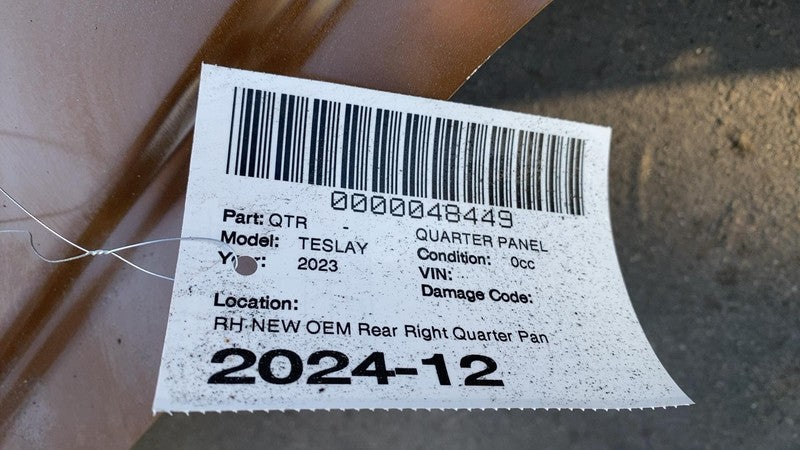 0000048449
Part: QTR - QUARTER PANEL
Model: TESLAY Condition: 0cc
2023 VIN:
Damage Code:
Location:
RH NEW OEM Rear Right Quarter Pan
2024-12